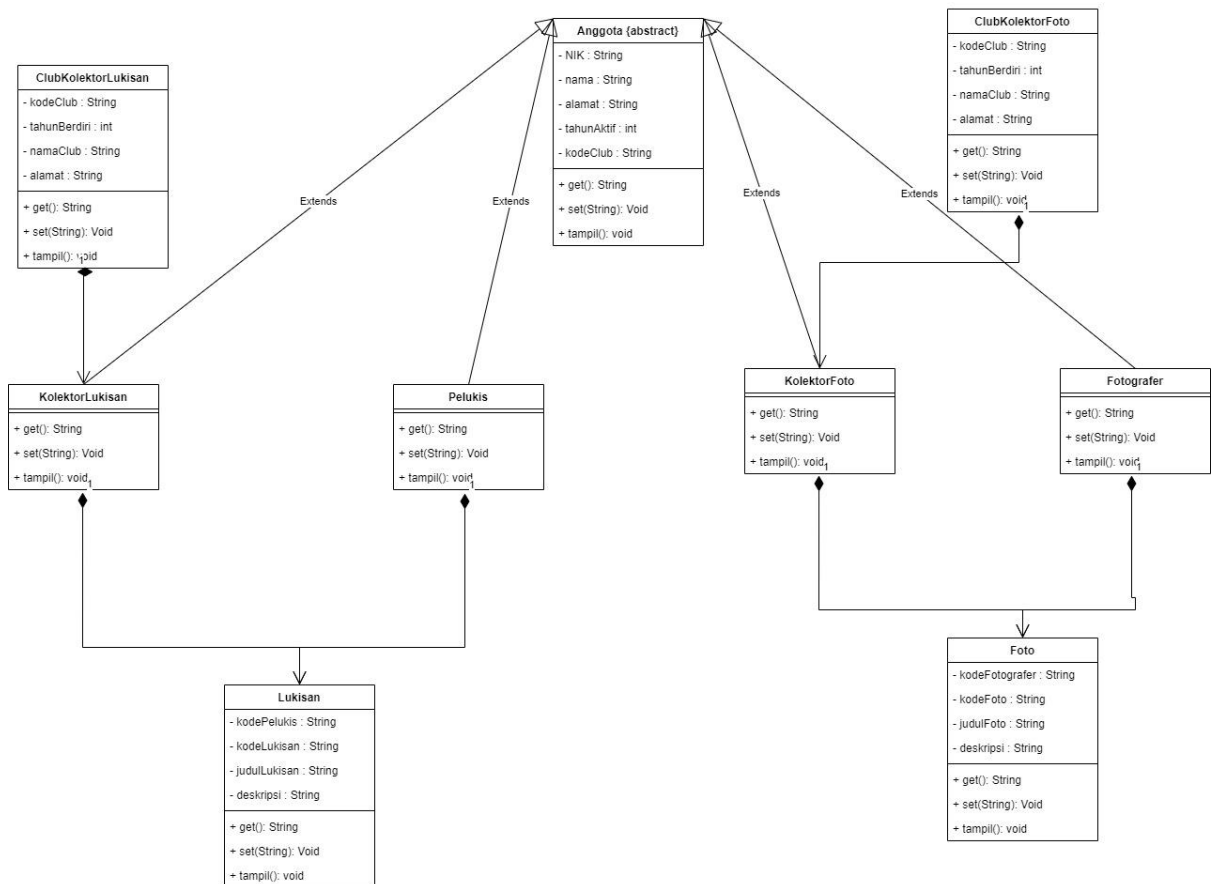 ClubKolektorLukisan
- kodeClub : String
- tahunBerdiri : int
- namaClub : String
- alamat : String
+ get(): String
+ set(String): Void
+ tampil(): void
1
Anggota {abstract}
- NIK : String
- nama : String
- alamat : String
- tahunAktif : int
- kodeClub : String
+ get(): String
+ set(String): Void
+ tampil(): void
ClubKolektorFoto
- kodeClub : String
- tahunBerdiri : int
- namaClub : String
- alamat : String
+ get(): String
+ set(String): Void
+ tampil(): void
1
Extends
Extends
Extends
Extends
KolektorLukisan
+ get(): String
+ set(String): Void
+ tampil(): void
1
Pelukis
+ get(): String
+ set(String): Void
+ tampil(): void
1
KolektorFoto
+ get(): String
+ set(String): Void
+ tampil(): void
1
Fotografer
+ get(): String
+ set(String): Void
+ tampil(): void
1
Lukisan
- kodePelukis : String
- kodeLukisan : String
- judulLukisan : String
- deskripsi : String
+ get(): String
+ set(String): Void
+ tampil(): void
Foto
- kodeFotografer : String
- kodeFoto : String
- judulFoto : String
- deskripsi : String
+ get(): String
+ set(String): Void
+ tampil(): void